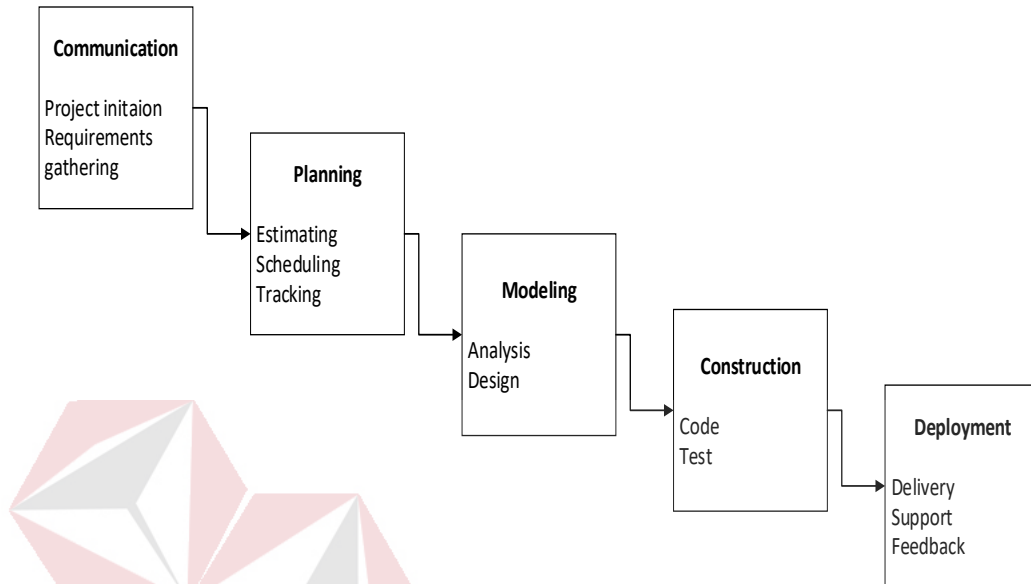 Communication
Project initaion
Requirements
gathering
Planning
Estimating
Scheduling
Tracking
Modeling
Analysis
Design
Construction
Code
Test
Deployment
Delivery
Support
Feedback